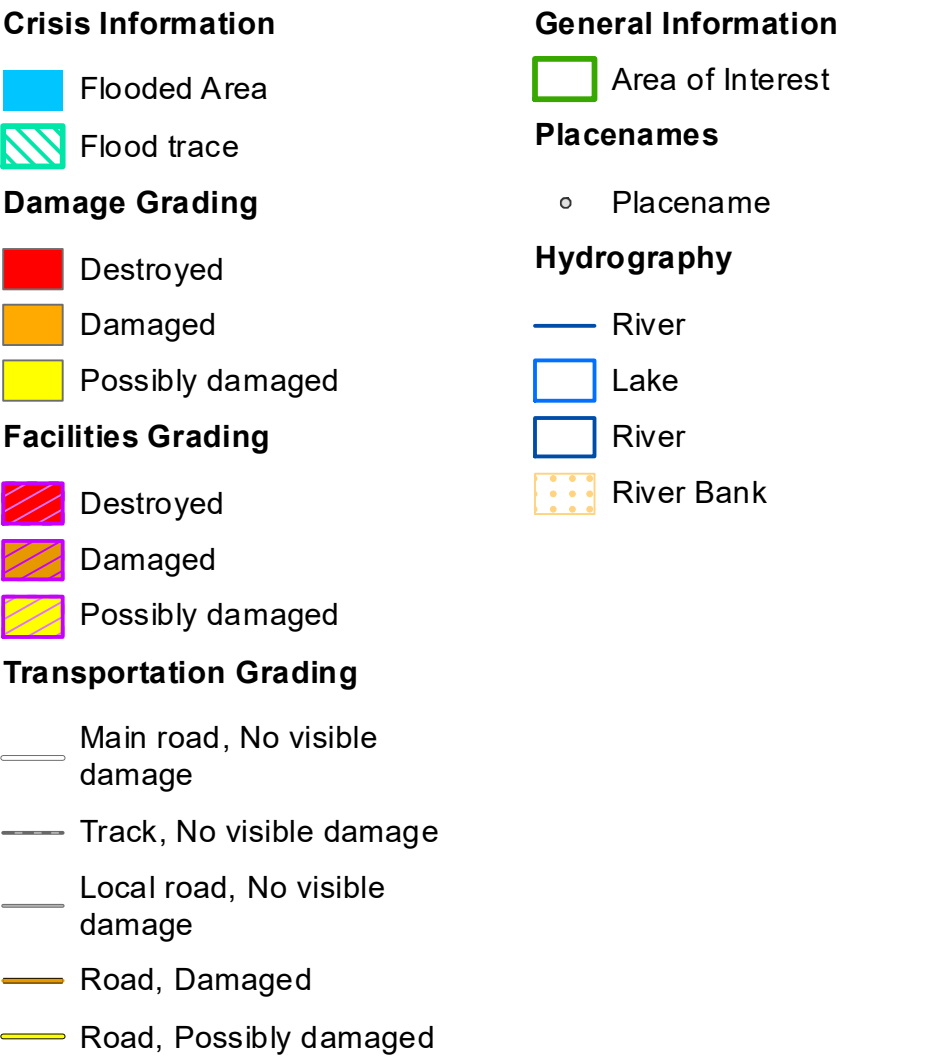 Crisis Information
Flooded Area
Flood trace
Damage Grading
Destroyed
Damaged
Possibly damaged
Facilities Grading
Destroyed
Damaged
Possibly damaged
Transportation Grading
Main road, No visible
damage
Track, No visible damage
Local road, No visible
damage
Road, Damaged
Road, Possibly damaged
General Information
Area of Interest
Placenames
Placename
Hydrography
River
Lake
River
River Bank